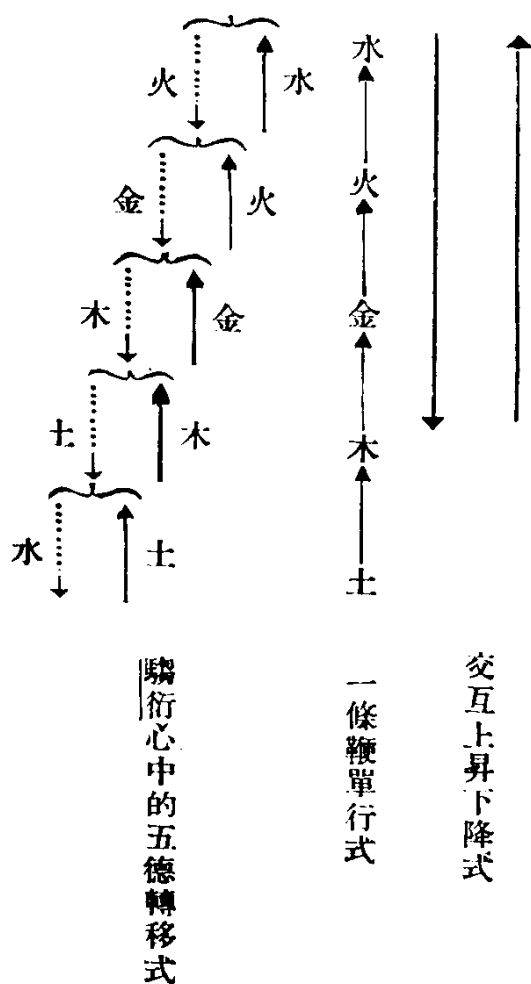 交互上昇下降式
水
火
金
木
土
一條鞭單行式
火 水
金 火
木 金
土 木
水 土
騶衍心中的五德轉移式